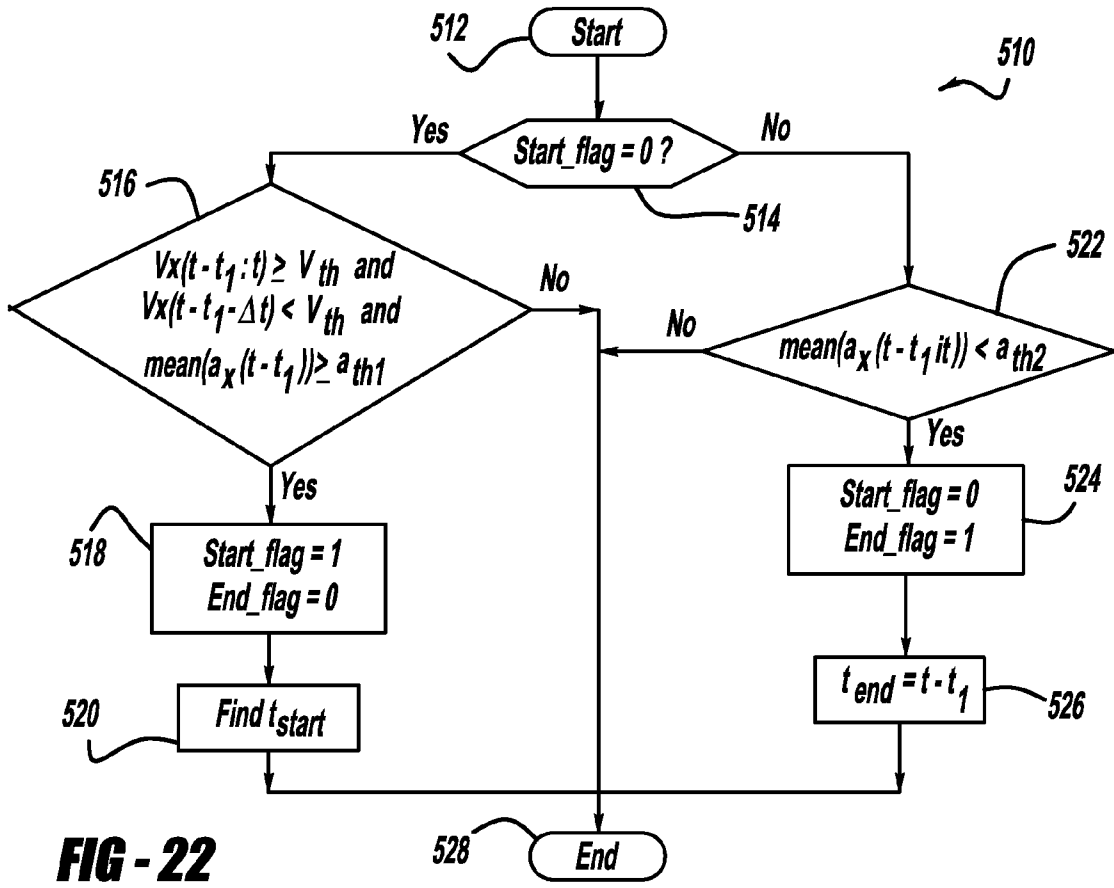 512
Start
510
Yes
Start_flag = 0 ?
No
514
516
Vx(t - t1 : t) ≥ Vth and
Vx(t - t1 - Δt) < Vth and
mean(ax (t - t1)) ≥ ath1
No
522
No
mean(ax (t - t1 it)) < ath2
Yes
Yes
518
Start_flag = 1
End_flag = 0
Start_flag = 0
End_flag = 1
524
520
Find tstart
tend = t - t1
526
528
End
FIG - 22